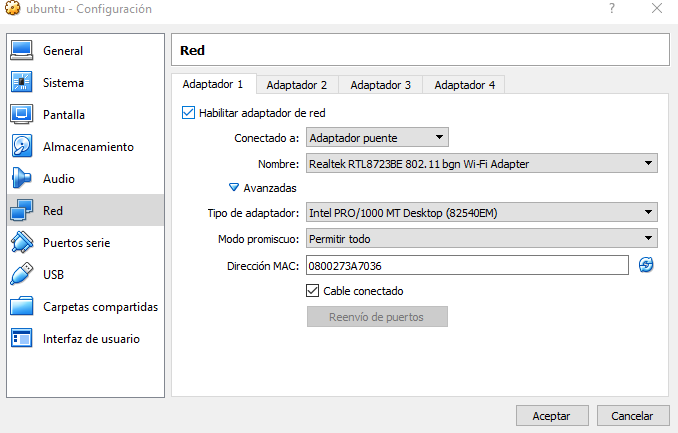 ubuntu - Configuración
?
General
Sistema
Pantalla
Almacenamiento
Audio
Red
Puertos serie
USB
Carpetas compartidas
Interfaz de usuario
Red
Adaptador 1 Adaptador 2 Adaptador 3 Adaptador 4
Habilitar adaptador de red
Conectado a: Adaptador puente
Nombre: Realtek RTL8723BE 802.11 bgn Wi-Fi Adapter
Avanzadas
Tipo de adaptador: Intel PRO/1000 MT Desktop (82540EM)
Modo promiscuo: Permitir todo
Dirección MAC: 0800273A7036
Cable conectado
Reenvío de puertos
Aceptar Cancelar